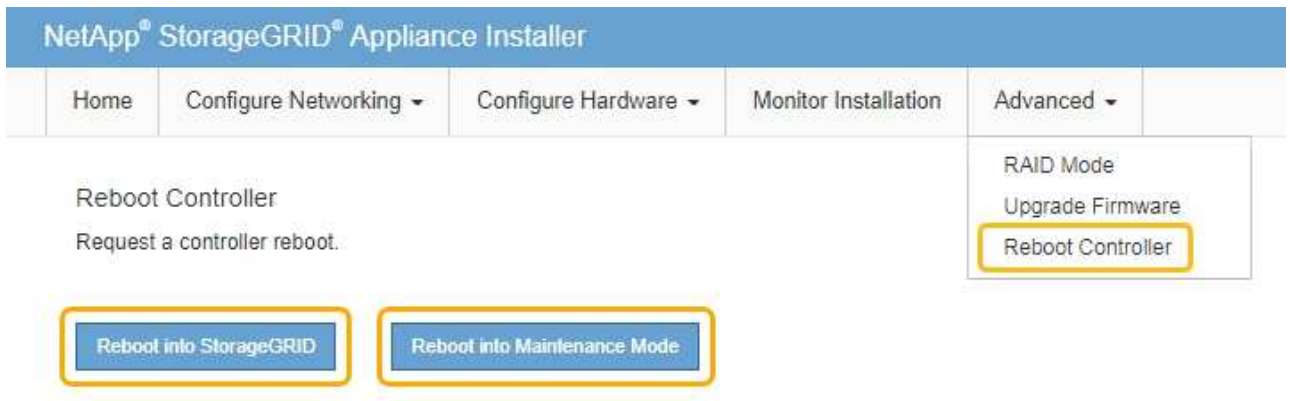 NetApp® StorageGRID® Appliance Installer
Home Configure Networking Configure Hardware Monitor Installation Advanced
RAID Mode
Upgrade Firmware
Reboot Controller
Reboot Controller
Request a controller reboot.
Reboot into StorageGRID Reboot into Maintenance Mode